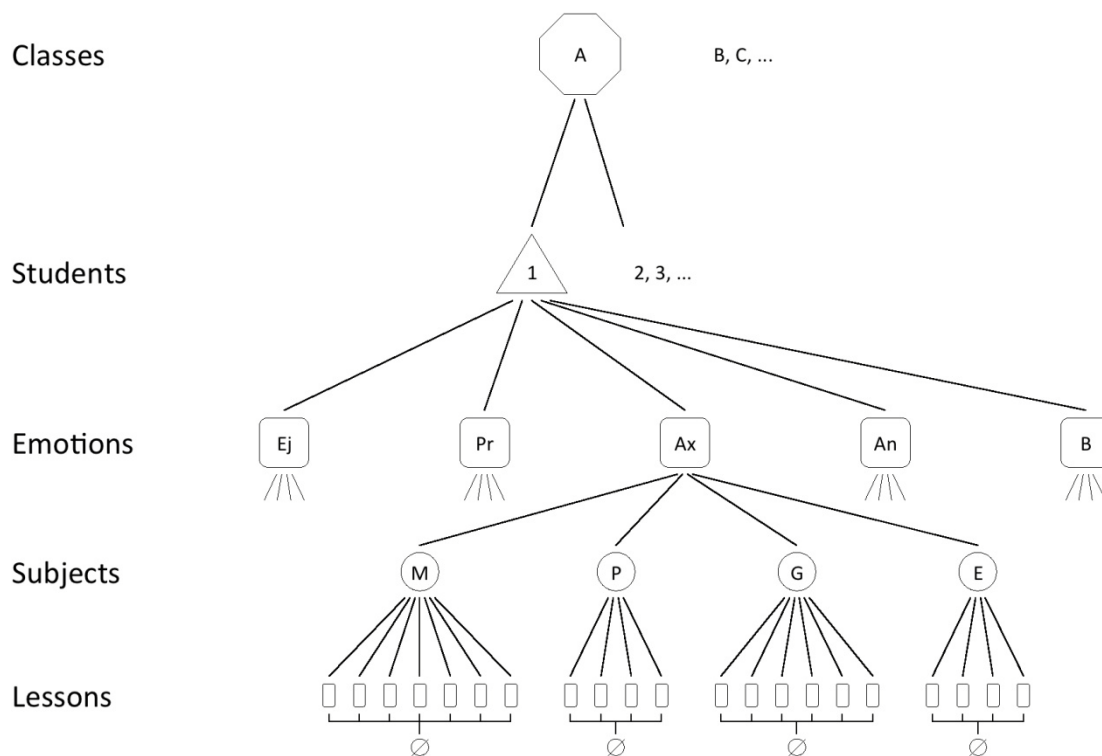 Classes A B, C, ...
Students 1 2, 3, ...
Emotions Ej Pr Ax An B
Subjects M P G E
Lessons
∅ ∅ ∅ ∅